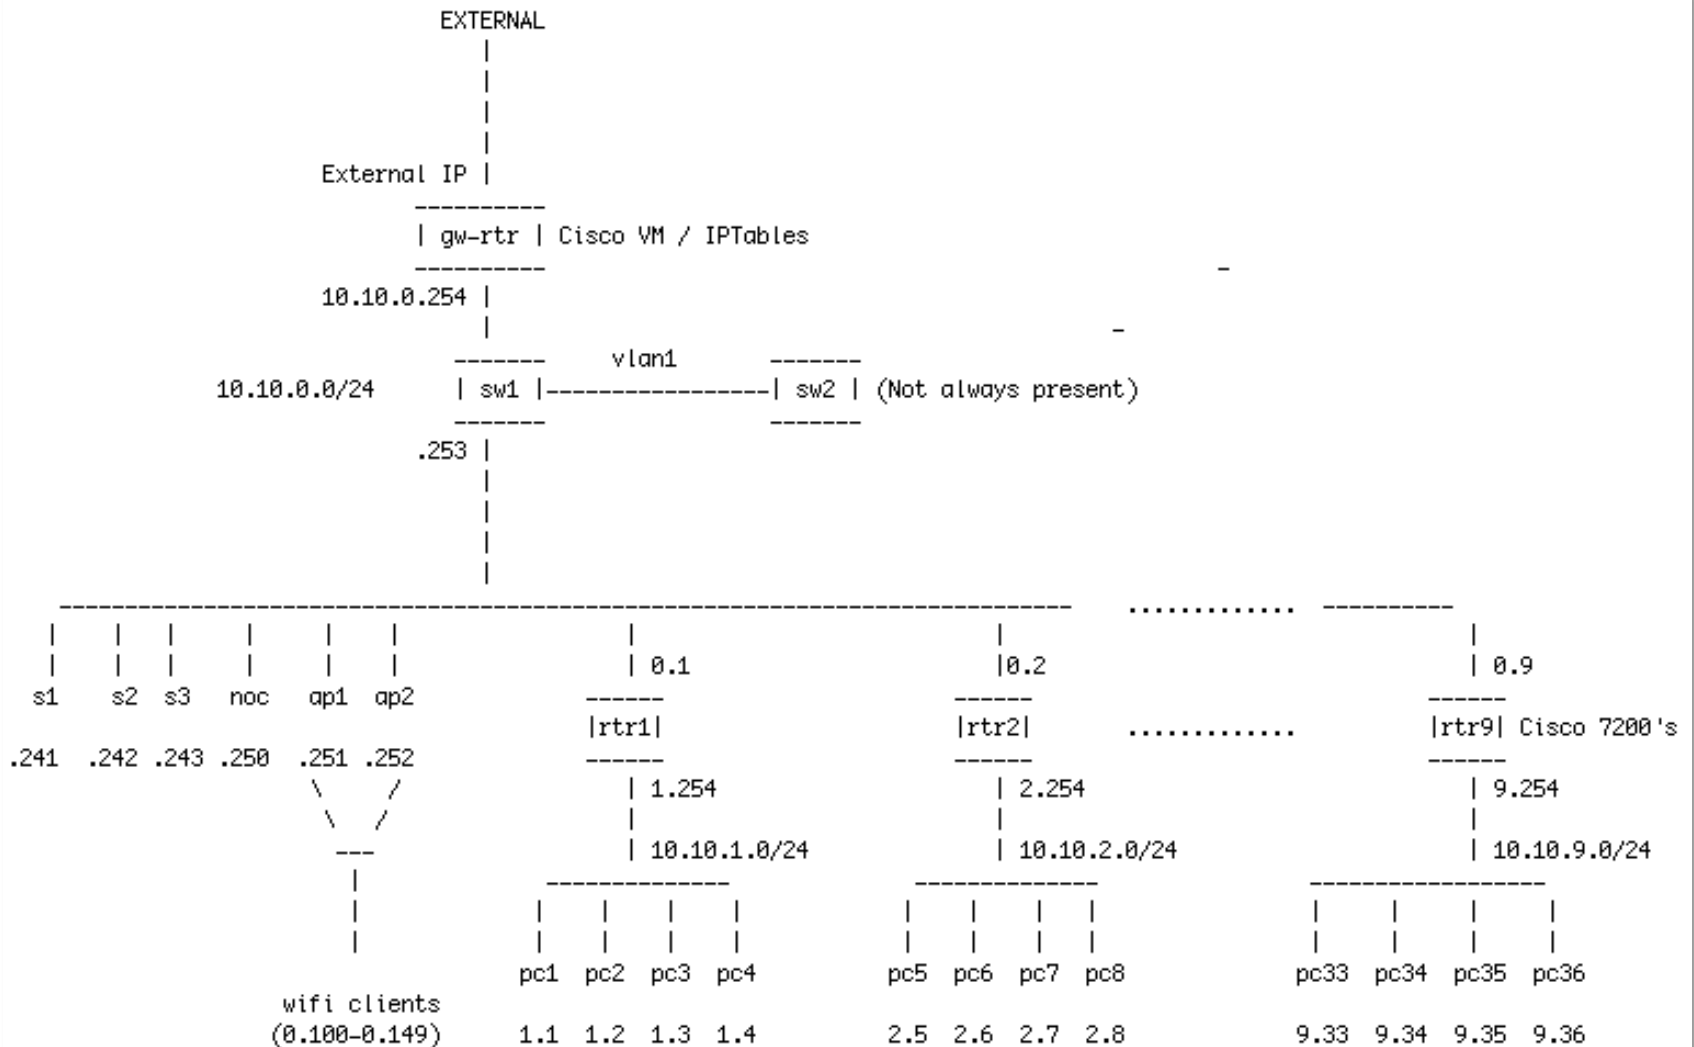 EXTERNAL
External IP
gw-rtr Cisco VM / IPTables
10.10.0.254
vlan1
10.10.0.0/24 sw1 sw2 (Not always present)
.253
.............
0.1 0.2 0.9
s1 s2 s3 noc ap1 ap2
rtr1 rtr2 ............. rtr9 Cisco 7200's
.241 .242 .243 .250 .251 .252
1.254 2.254 9.254
10.10.1.0/24 10.10.2.0/24 10.10.9.0/24
pc1 pc2 pc3 pc4 pc5 pc6 pc7 pc8 pc33 pc34 pc35 pc36
wifi clients
(0.100-0.149) 1.1 1.2 1.3 1.4 2.5 2.6 2.7 2.8 9.33 9.34 9.35 9.36